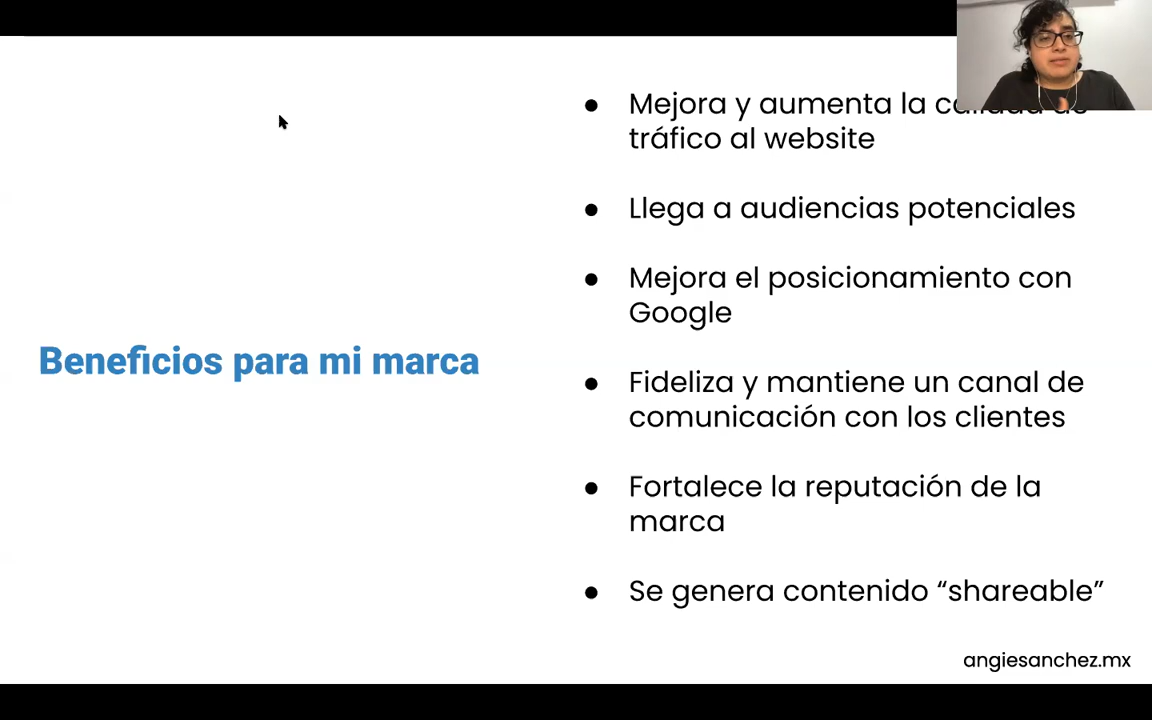 Beneficios para mi marca
● Mejora y aumenta la calidad de
tráfico al website
● Llega a audiencias potenciales
● Mejora el posicionamiento con
Google
● Fideliza y mantiene un canal de
comunicación con los clientes
● Fortalece la reputación de la
marca
● Se genera contenido “shareable”
angiesanchez.mx